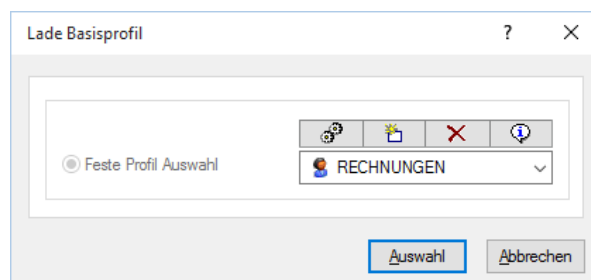 Lade Basisprofil ?
Feste Profil Auswahl
RECHNUNGEN
Auswahl Abbrechen